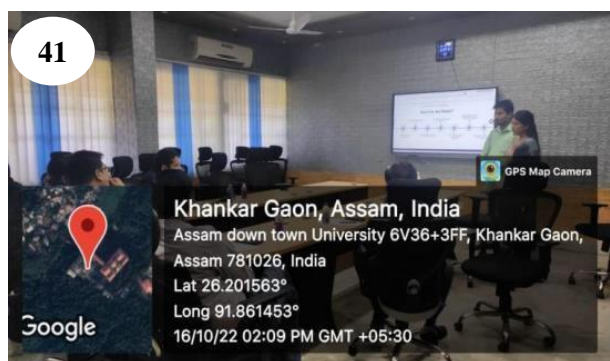 41
GPS Map Camera
Khankar Gaon, Assam, India
Assam down town University 6V36+3FF, Khankar Gaon,
Assam 781026, India
Lat 26.201563°
Long 91.861453°
16/10/22 02:09 PM GMT +05:30
Google